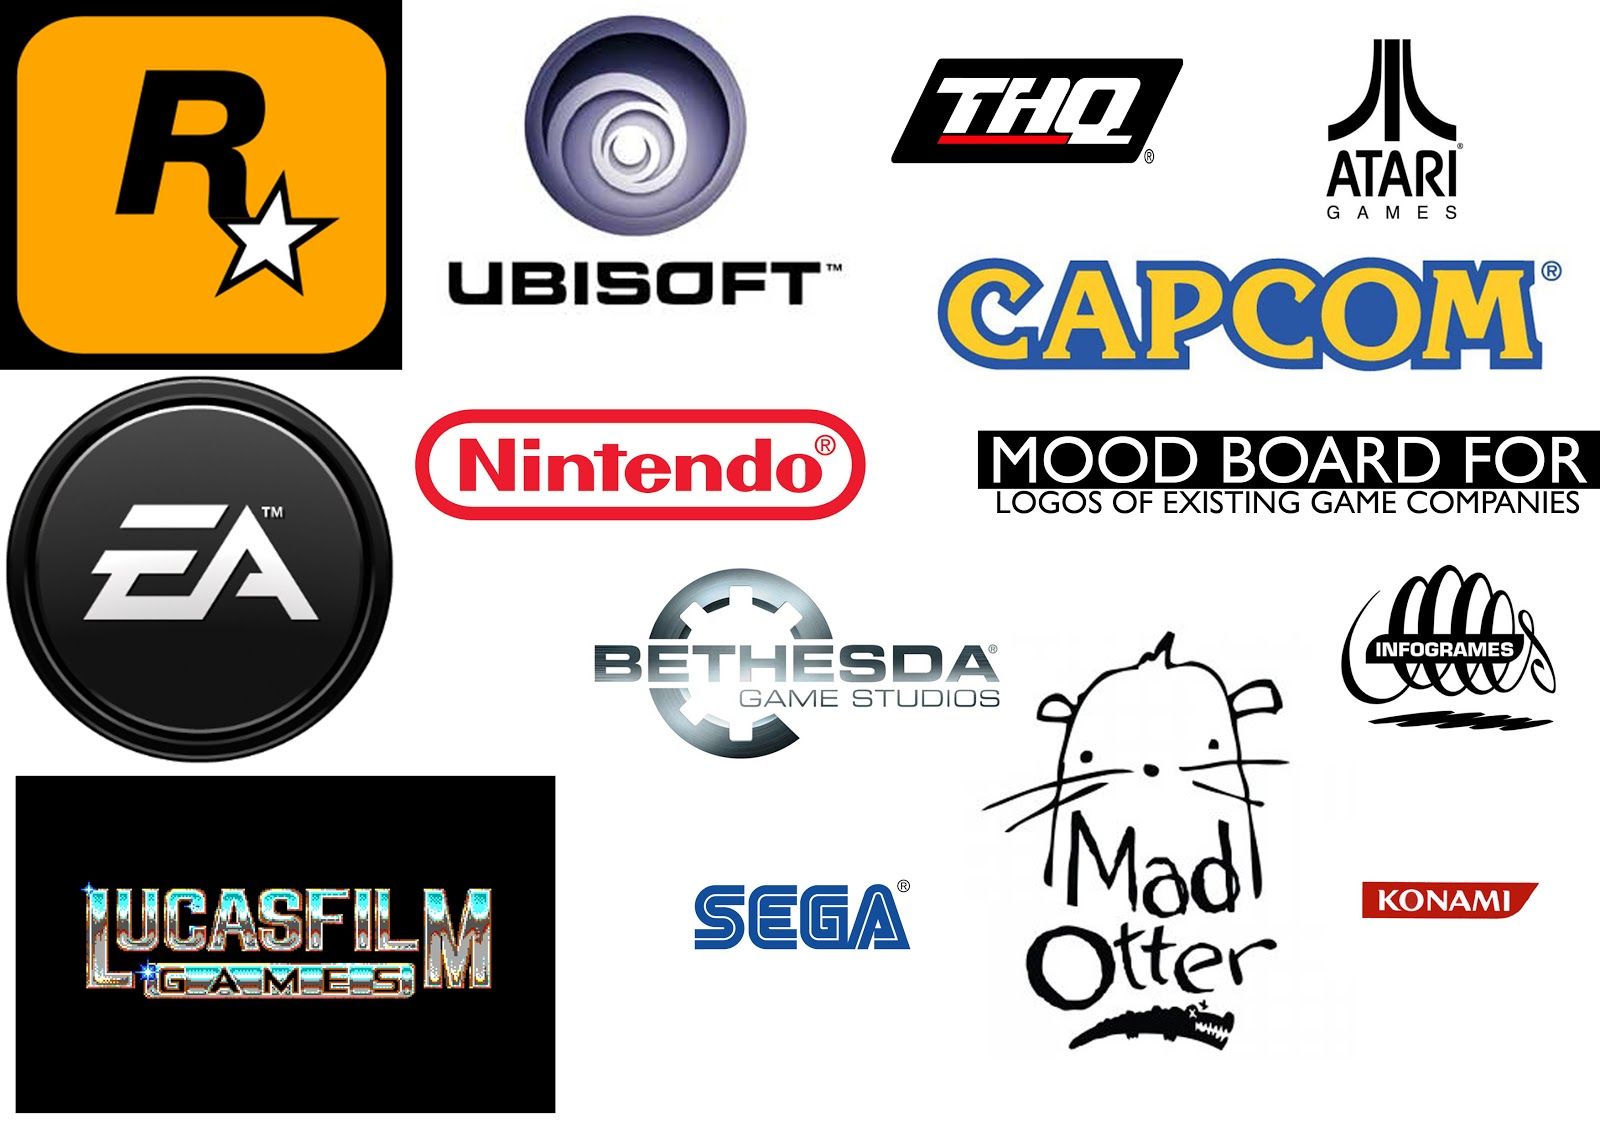 R
UBISOFT™
THQ®
ATARI®
GAMES
CAPCOM®
EA™
Nintendo®
MOOD BOARD FOR
LOGOS OF EXISTING GAME COMPANIES
BETHESDA®
GAME STUDIOS
INFOGRAMES
LUCASFILM
GAMES
SEGA®
Mad
Otter
KONAMI